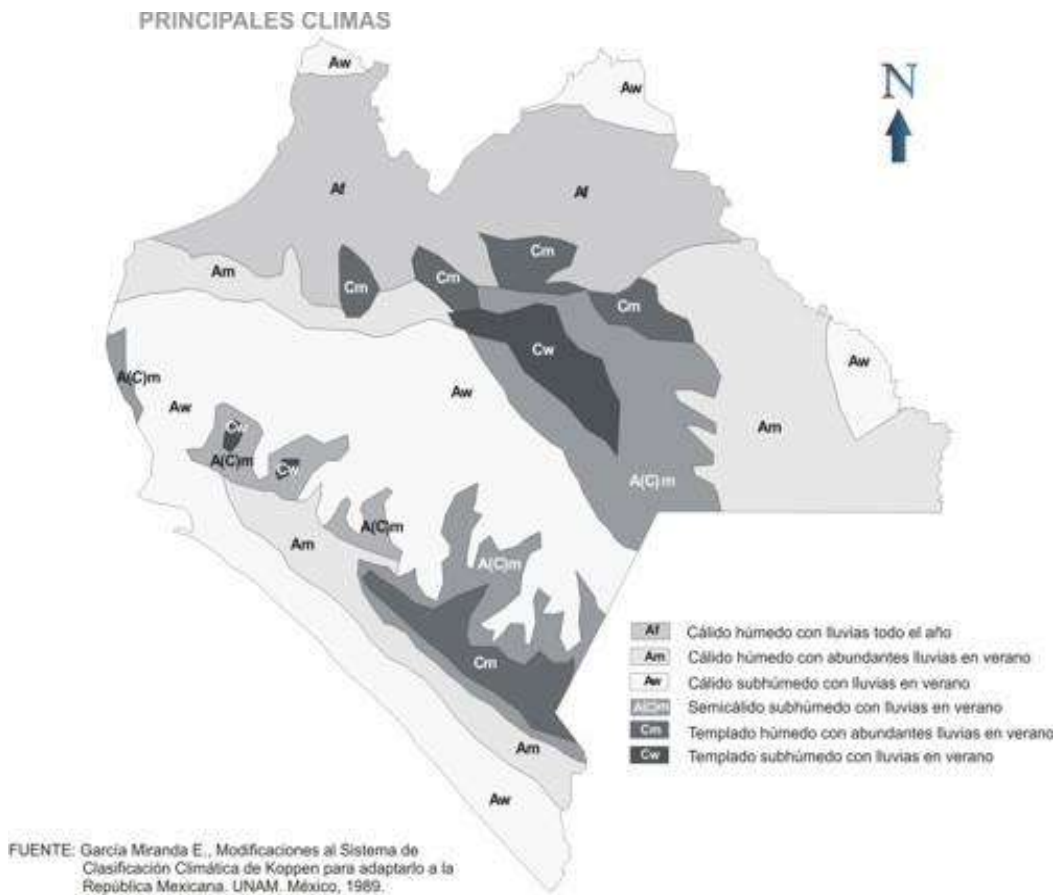 PRINCIPALES CLIMAS
N
Aw
Aw
Af
Af
Cm
Am
Cm
Cm
Cm
Cw
Aw
A(C)m
Aw
Aw
Cw
A(C)m
Cw
Am
A(C)m
A(C)m
Am
A(C)m
Cm
Am
Aw
Af Cálido húmedo con lluvias todo el año
Am Cálido húmedo con abundantes lluvias en verano
Aw Cálido subhúmedo con lluvias en verano
A(C)m Semicálido subhúmedo con lluvias en verano
Cm Templado húmedo con abundantes lluvias en verano
Cw Templado subhúmedo con lluvias en verano
FUENTE: García Miranda E., Modificaciones al Sistema de
Clasificación Climática de Koppen para adaptarlo a la
República Mexicana. UNAM. México, 1989.